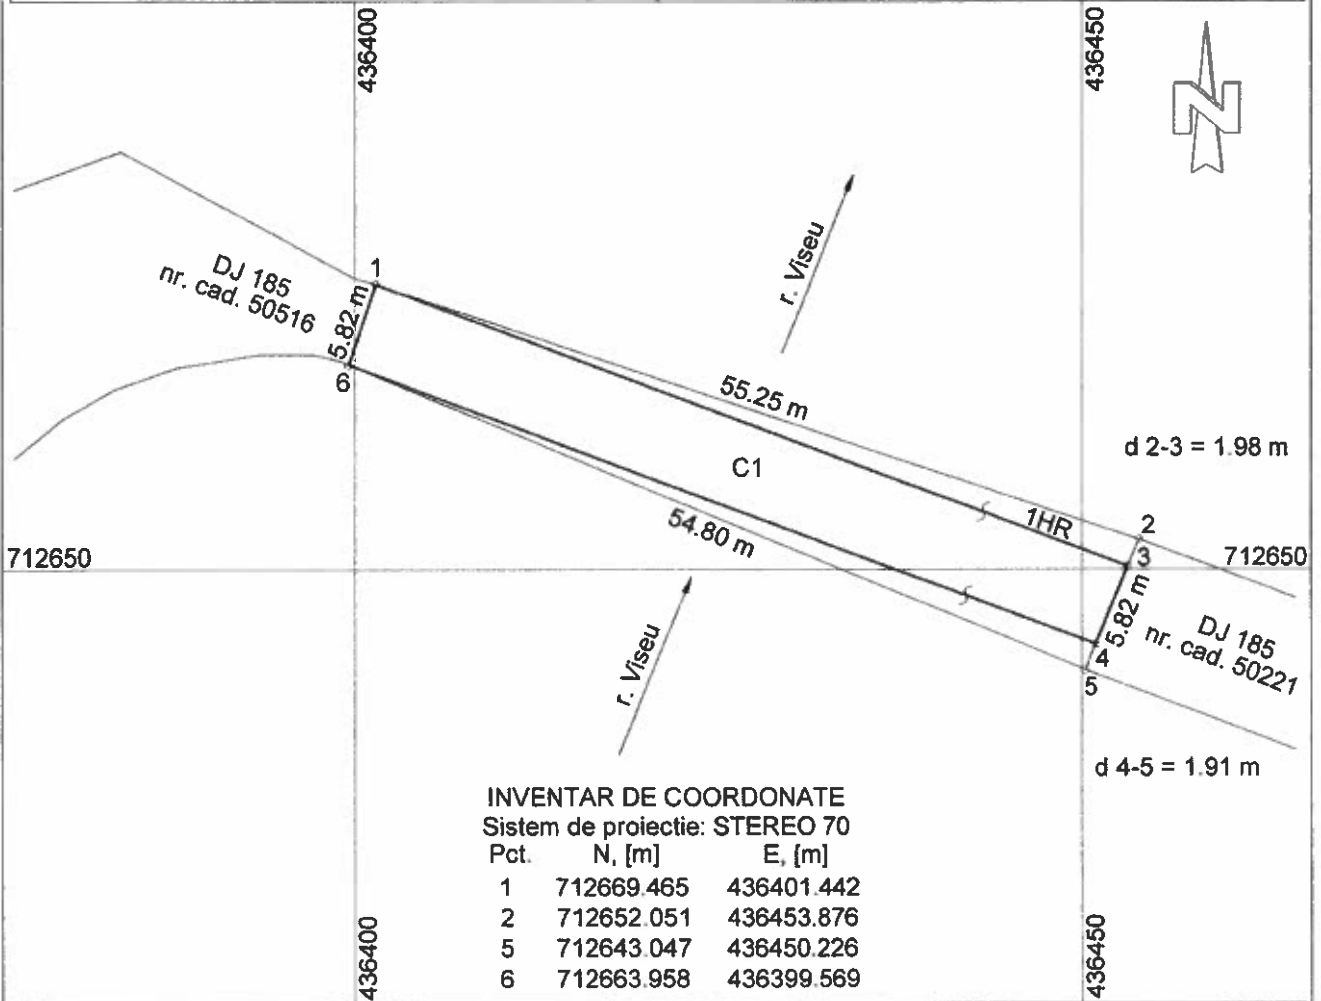 436400
436450
N
r. Viseu
DJ 185
nr. cad. 50516
1
5.82 m
6
55.25 m
d 2-3 = 1.98 m
C1
1HR
2
54.80 m
712650
712650
3
5.82 m
DJ 185
nr. cad. 50221
4
5
r. Viseu
d 4-5 = 1.91 m
INVENTAR DE COORDONATE
Sistem de proiectie: STEREO 70
Pct. N, [m] E, [m]
1 712669.465 436401.442
2 712652.051 436453.876
5 712643.047 436450.226
6 712663.958 436399.569
436400
436450